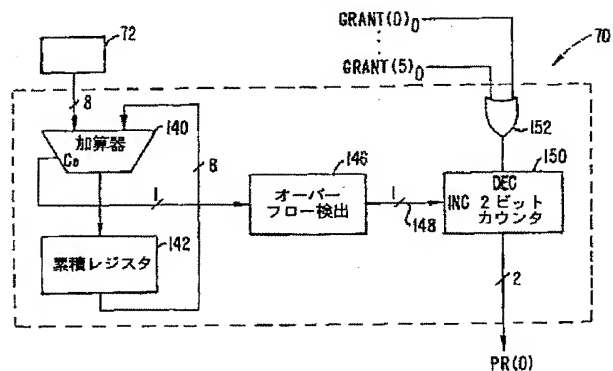 72
GRANT(0)₀
⋮
GRANT(5)₀
70
8
加算器
140
Co
152
8
146
150
1
オーバー
フロー検出
1
148
INC
DEC
2ビット
カウンタ
142
累積レジスタ
2
PR(0)